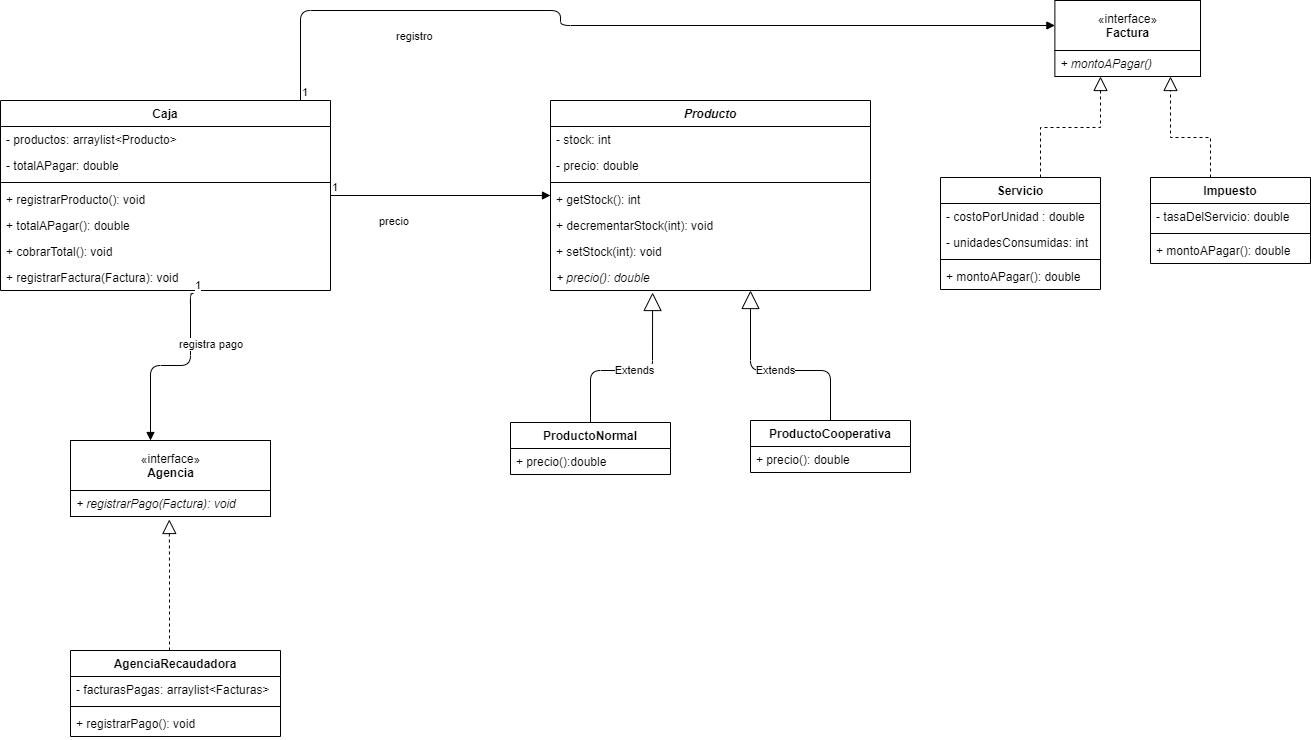 registro
1
«interface»
Factura
+ montoAPagar()
Caja
- productos: arraylist<Producto>
- totalAPagar: double
+ registrarProducto(): void
+ totalAPagar(): double
+ cobrarTotal(): void
+ registrarFactura(Factura): void
1
precio
1
registra pago
Producto
- stock: int
- precio: double
+ getStock(): int
+ decrementarStock(int): void
+ setStock(int): void
+ precio(): double
Servicio
- costoPorUnidad : double
- unidadesConsumidas: int
+ montoAPagar(): double
Impuesto
- tasaDelServicio: double
+ montoAPagar(): double
Extends
Extends
ProductoNormal
+ precio():double
ProductoCooperativa
+ precio(): double
«interface»
Agencia
+ registrarPago(Factura): void
AgenciaRecaudadora
- facturasPagas: arraylist<Facturas>
+ registrarPago(): void